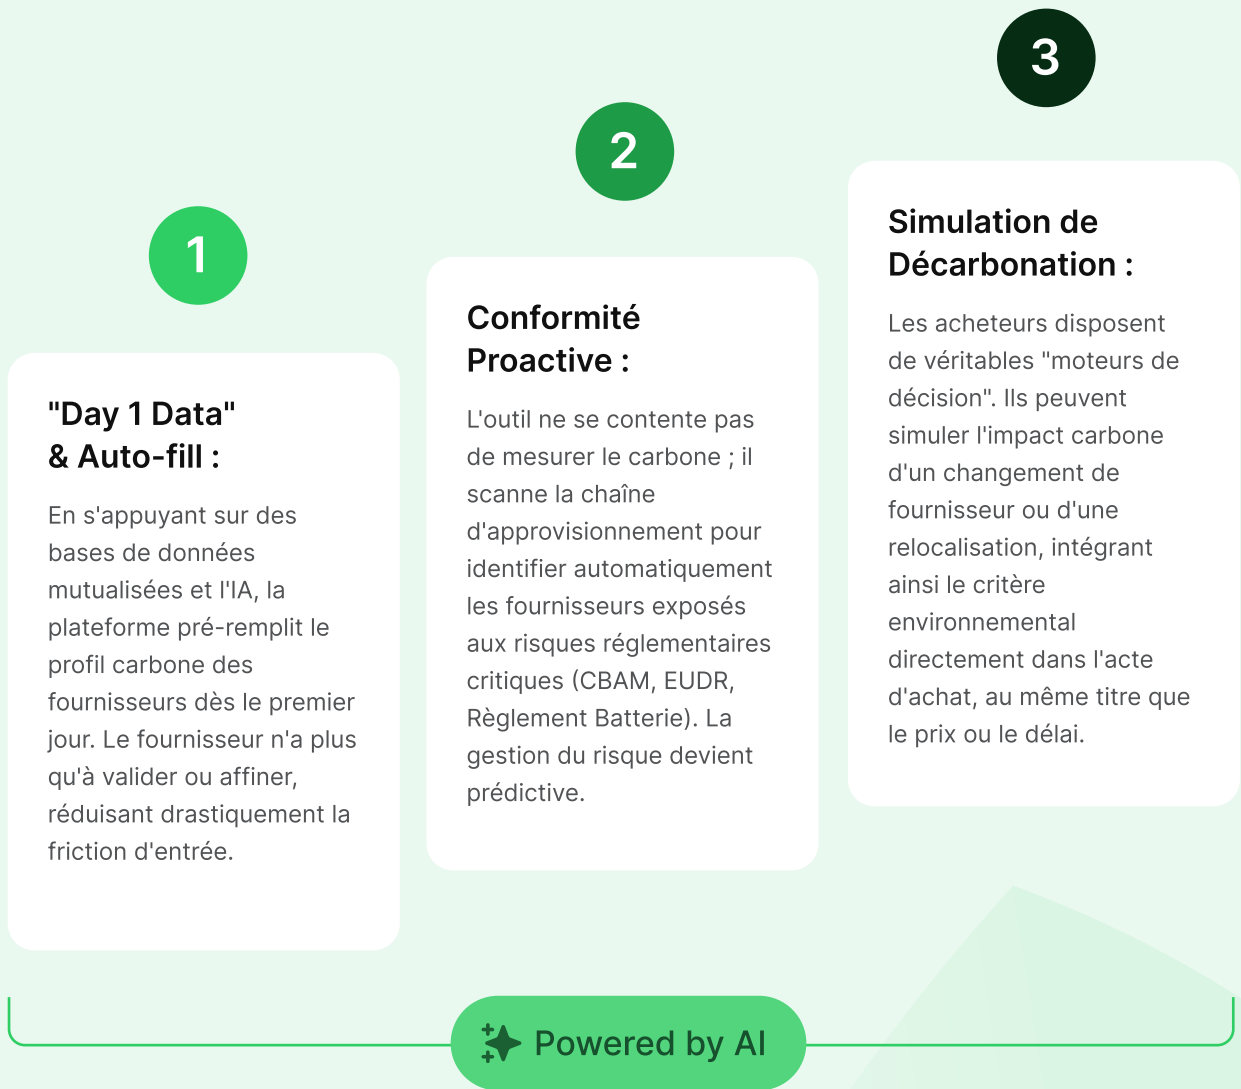 1
"Day 1 Data"
& Auto-fill :
En s'appuyant sur des
bases de données
mutualisées et l'IA, la
plateforme pré-remplit le
profil carbone des
fournisseurs dès le premier
jour. Le fournisseur n'a plus
qu'à valider ou affiner,
réduisant drastiquement la
friction d'entrée.
2
Conformité
Proactive :
L'outil ne se contente pas
de mesurer le carbone ; il
scanne la chaîne
d'approvisionnement pour
identifier automatiquement
les fournisseurs exposés
aux risques réglementaires
critiques (CBAM, EUDR,
Règlement Batterie). La
gestion du risque devient
prédictive.
3
Simulation de
Décarbonation :
Les acheteurs disposent
de véritables "moteurs de
décision". Ils peuvent
simuler l'impact carbone
d'un changement de
fournisseur ou d'une
relocalisation, intégrant
ainsi le critère
environnemental
directement dans l'acte
d'achat, au même titre que
le prix ou le délai.
Powered by AI